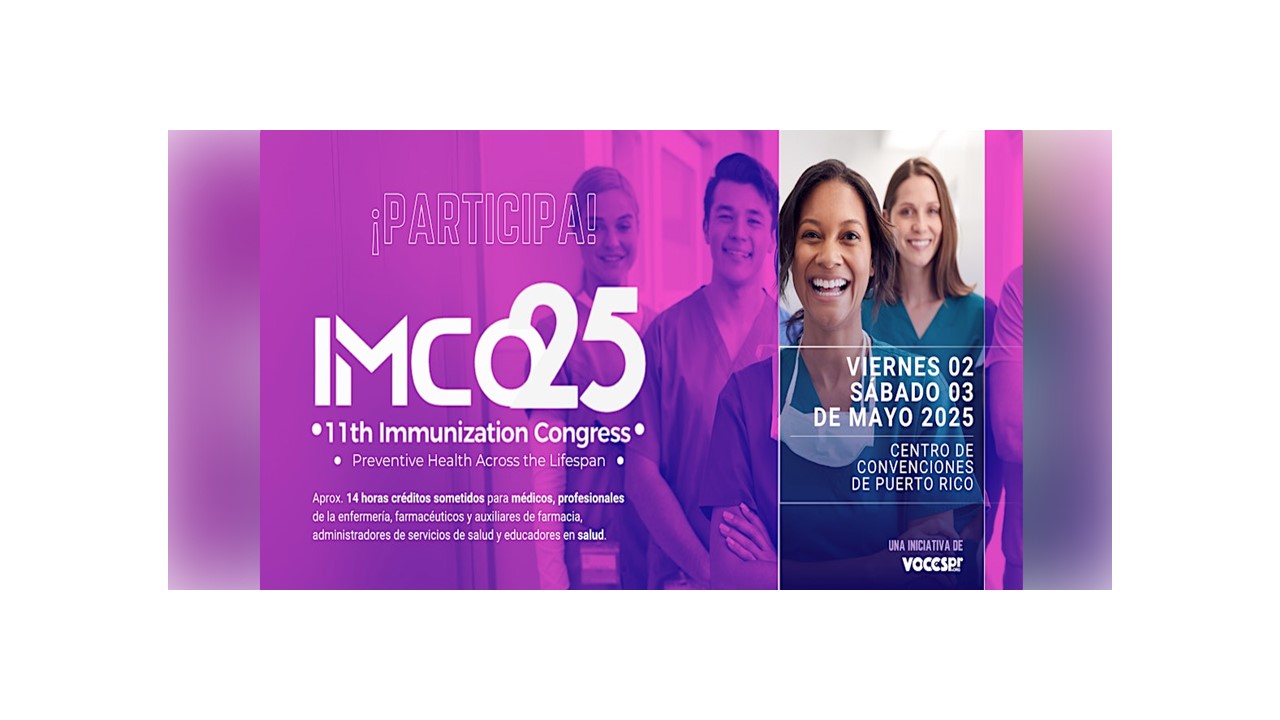 ¡PARTICIPA!
IMCO25
•11th Immunization Congress•
• Preventive Health Across the Lifespan •
Aprox. 14 horas créditos sometidos para médicos, profesionales
de la enfermería, farmacéuticos y auxiliares de farmacia,
administradores de servicios de salud y educadores en salud.
VIERNES 02
SÁBADO 03
DE MAYO 2025
CENTRO DE
CONVENCIONES
DE PUERTO RICO
UNA INICIATIVA DE
VOCESPR